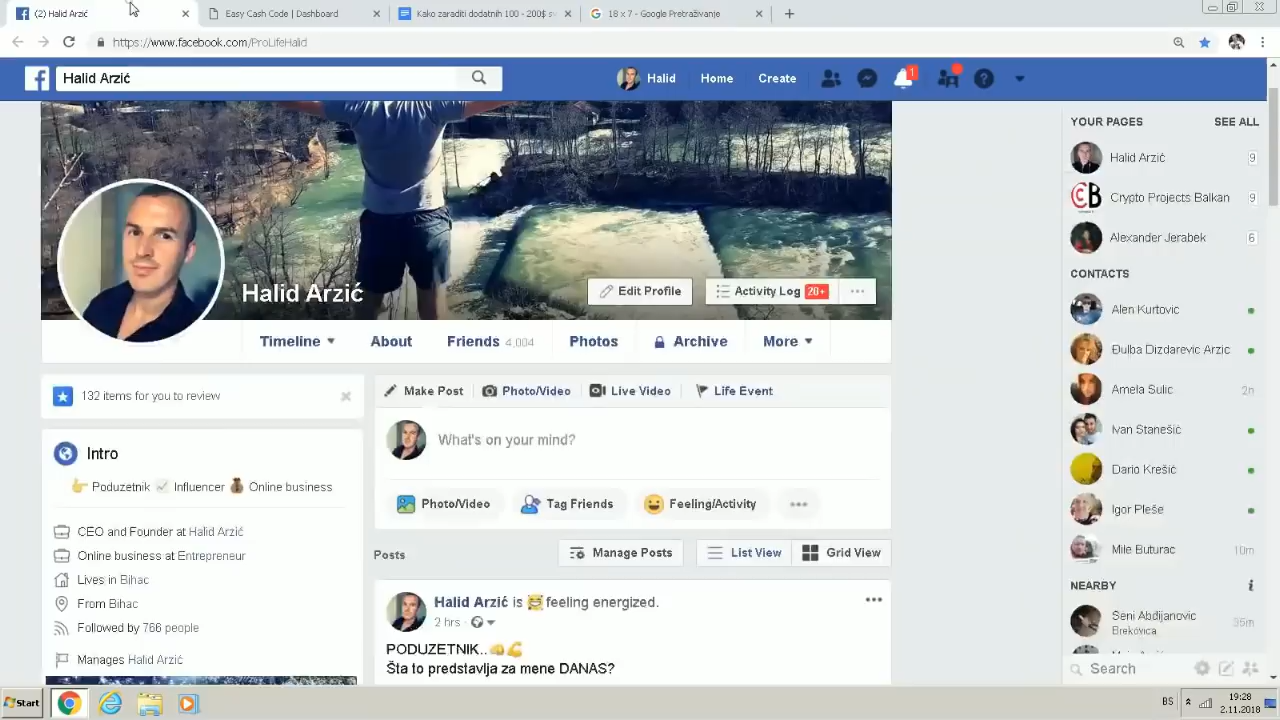 (2) Halid Arzić
Easy Cash Code | Dashboard
Kako zaraditi dodatnih 100 - 200$ sv
18 x 7 - Google Pretraživanj
https://www.facebook.com/ProLifeHalid
Halid Arzić
Halid
Home
Create
1
Halid Arzić
Edit Profile
Activity Log 20+
Timeline
About
Friends 4,004
Photos
Archive
More
132 items for you to review
Intro
Poduzetnik
Influencer
Online business
CEO and Founder at Halid Arzić
Online business at Entrepreneur
Lives in Bihac
From Bihac
Followed by 766 people
Manages Halid Arzić
Make Post
Photo/Video
Live Video
Life Event
What's on your mind?
Photo/Video
Tag Friends
Feeling/Activity
Posts
Manage Posts
List View
Grid View
Halid Arzić is feeling energized.
2 hrs
PODUZETNIK..
Šta to predstavlja za mene DANAS?
YOUR PAGES
SEE ALL
Halid Arzić
9
Crypto Projects Balkan
9
Alexander Jerabek
6
CONTACTS
Alen Kurtovic
Đulba Dizdarevic Arzic
Amela Sulic
2h
Ivan Stanešić
Dario Krešić
Igor Pleše
Mile Buturac
10m
NEARBY
Seni Abdijanovic
Brekovica
35m
Search
Start
BS
19:28
2.11.2018